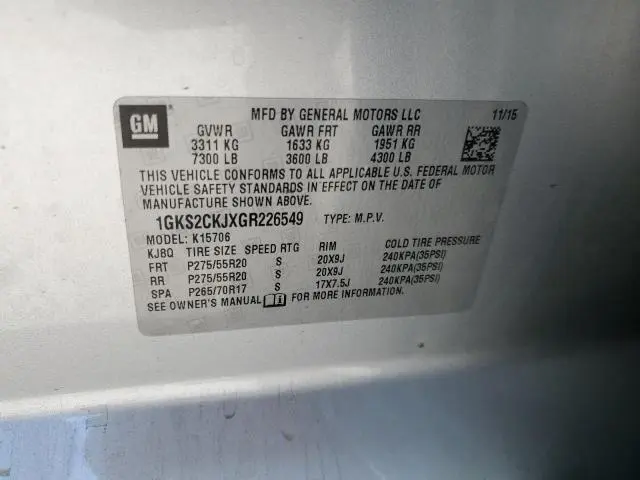 GM
MFD BY GENERAL MOTORS LLC 11/15
GVWR GAWR FRT GAWR RR
3311 KG 1633 KG 1951 KG
7300 LB 3600 LB 4300 LB
THIS VEHICLE CONFORMS TO ALL APPLICABLE U.S. FEDERAL MOTOR
VEHICLE SAFETY STANDARDS IN EFFECT ON THE DATE OF
MANUFACTURE SHOWN ABOVE.
1GKS2CKJXGR226549 TYPE: M.P.V.
MODEL: K15706
KJ8Q TIRE SIZE SPEED RTG RIM COLD TIRE PRESSURE
FRT P275/55R20 S 20X9J 240KPA(35PSI)
RR P275/55R20 S 20X9J 240KPA(35PSI)
SPA P265/70R17 S 17X7.5J 240KPA(35PSI)
SEE OWNER'S MANUAL FOR MORE INFORMATION.